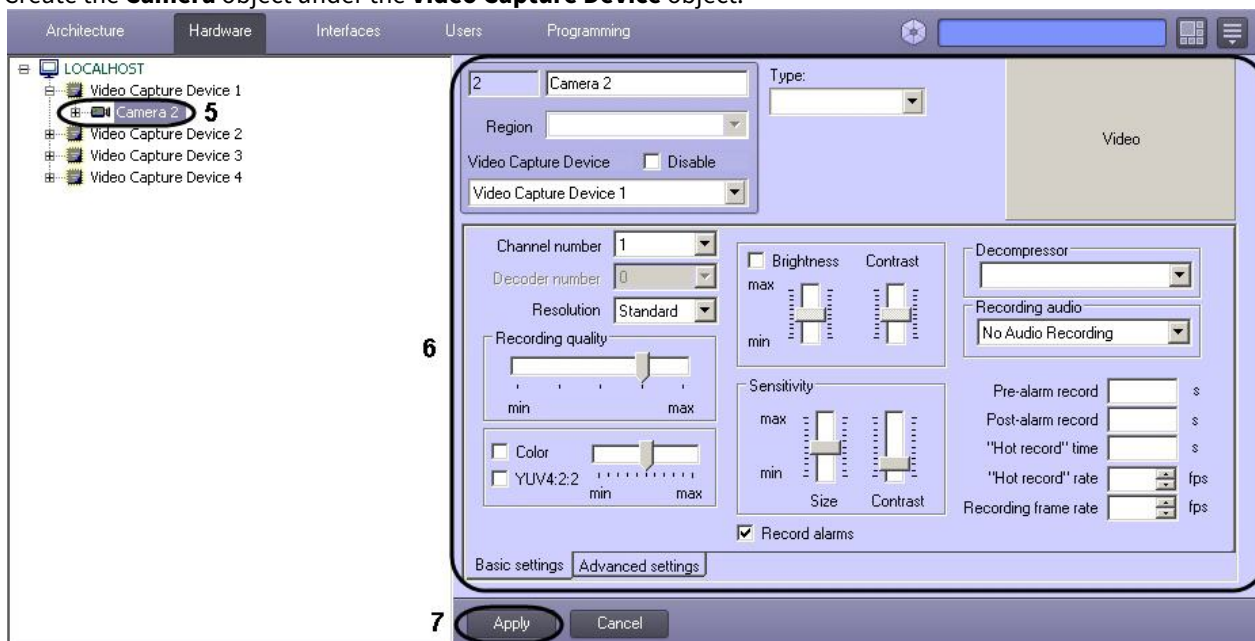 Create the Camera object under the Video Capture Device object.
Architecture Hardware Interfaces Users Programming
LOCALHOST
Video Capture Device 1
Camera 2 5
Video Capture Device 2
Video Capture Device 3
Video Capture Device 4
2 Camera 2
Type:
Region
Video Capture Device Disable
Video Capture Device 1
Video
6
Channel number 1
Decoder number 0
Resolution Standard
Recording quality
min max
Color
YUV4:2:2
min max
Brightness Contrast
max
min
Sensitivity
max
min
Size Contrast
Record alarms
Decompressor
Recording audio
No Audio Recording
Pre-alarm record s
Post-alarm record s
"Hot record" time s
"Hot record" rate fps
Recording frame rate fps
Basic settings Advanced settings
7 Apply Cancel